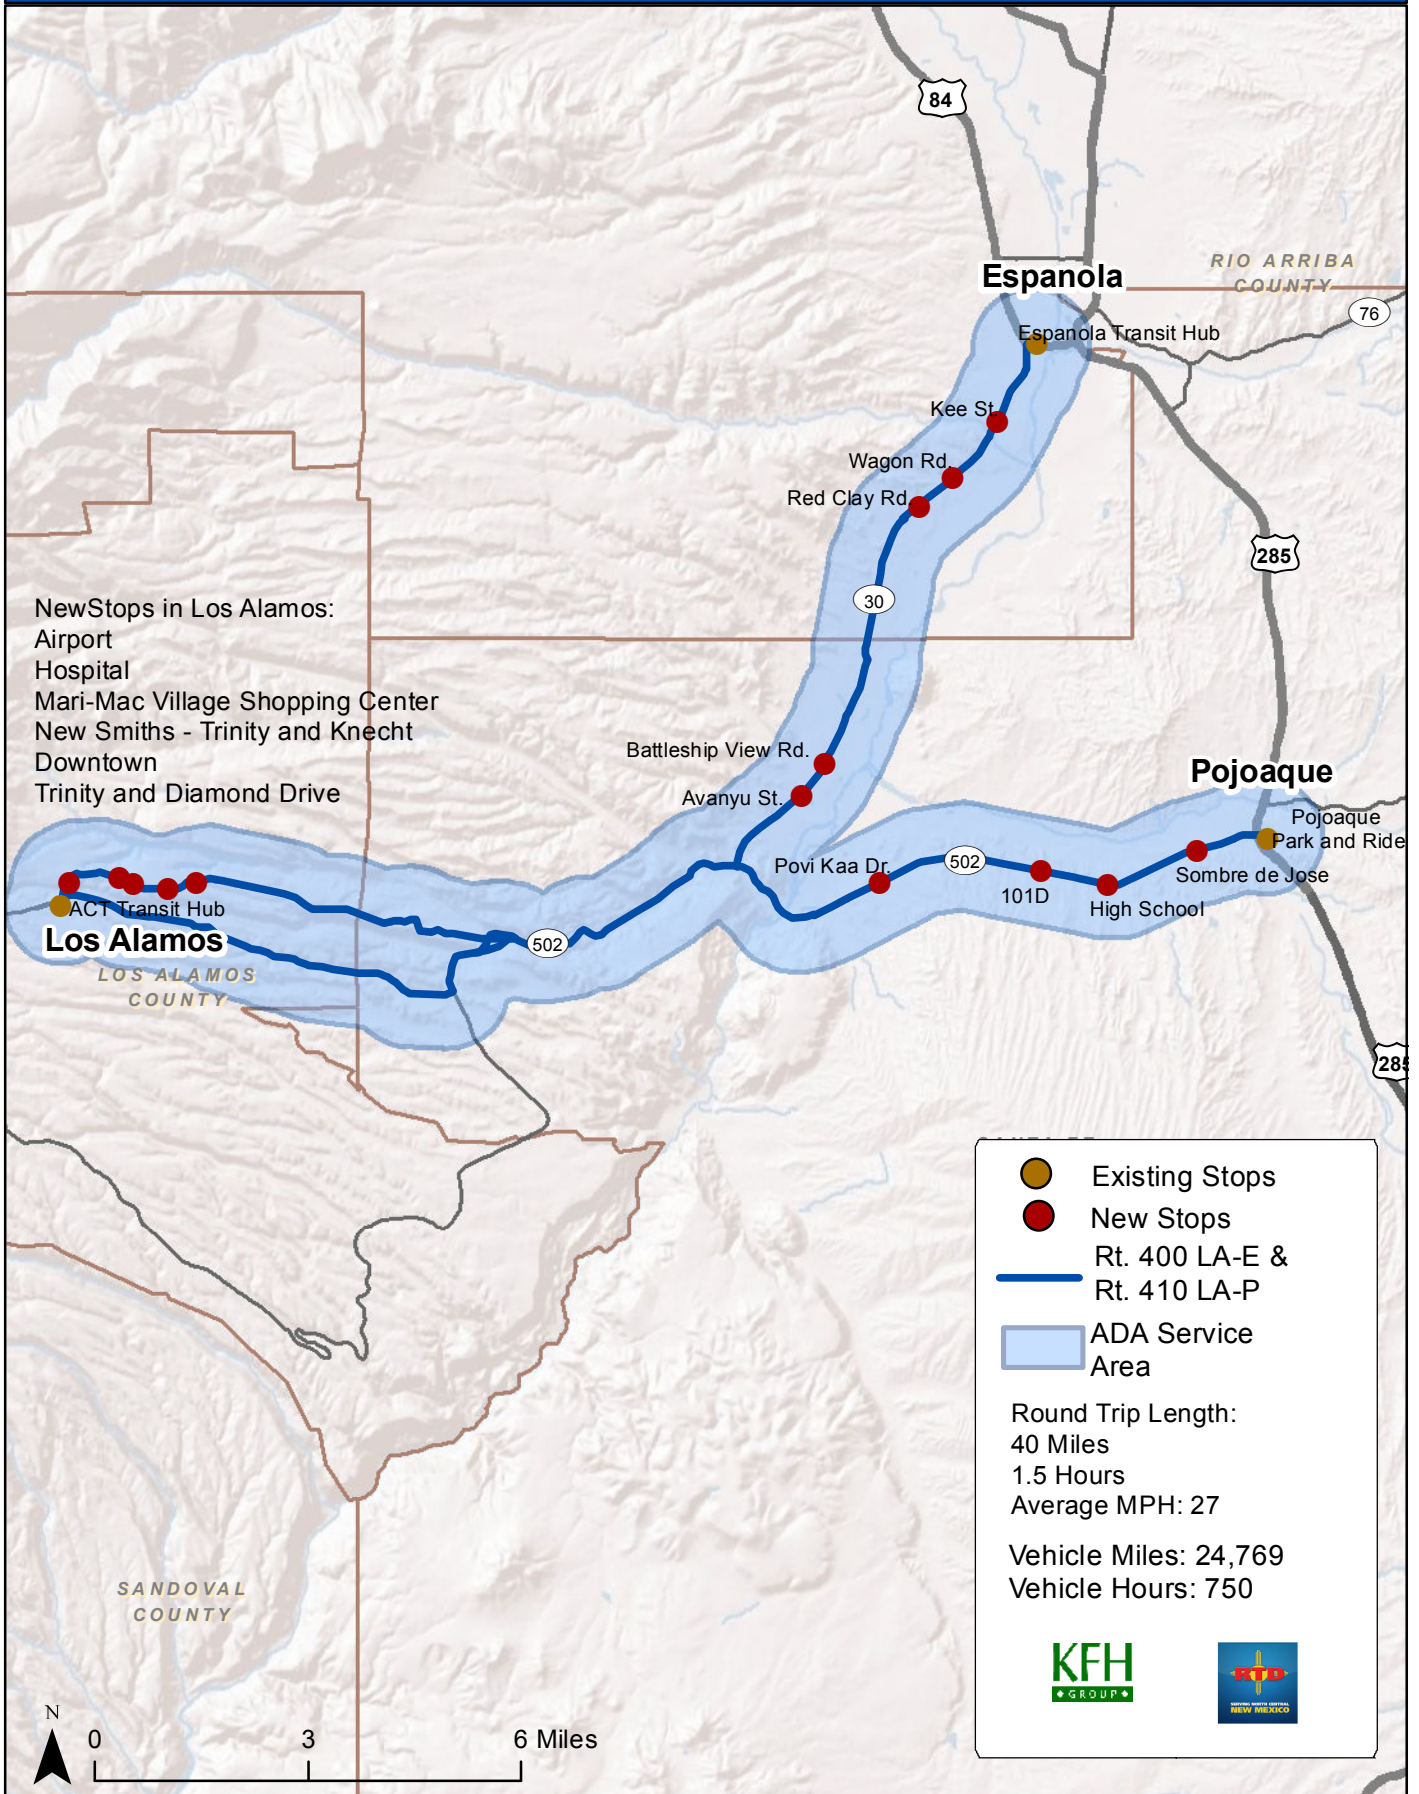 84
Espanola
RIO ARRIBA
COUNTY
76
Espanola Transit Hub
Kee St.
Wagon Rd.
Red Clay Rd.
285
30
NewStops in Los Alamos:
Airport
Hospital
Mari-Mac Village Shopping Center
New Smiths - Trinity and Knecht
Downtown
Trinity and Diamond Drive
Battleship View Rd.
Avanyu St.
Pojoaque
Pojoaque
Park and Ride
Povi Kaa Dr.
502
101D
High School
Sombre de Jose
ACT Transit Hub
Los Alamos
LOS ALAMOS
COUNTY
502
285
Existing Stops
New Stops
Rt. 400 LA-E &
Rt. 410 LA-P
ADA Service
Area
Round Trip Length:
40 Miles
1.5 Hours
Average MPH: 27
Vehicle Miles: 24,769
Vehicle Hours: 750
KFH
GROUP
RTD
SERVING NORTH CENTRAL
NEW MEXICO
SANDOVAL
COUNTY
N
0 3 6 Miles